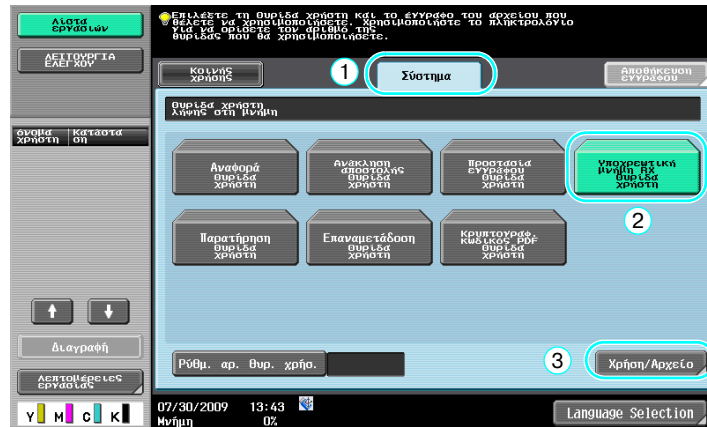 Λίστα
εργασιών
ΛΕΙΤΟΥΡΓΙΑ
ΕΛΕΓΧΟΥ
Επιλέξτε τη θυρίδα χρήστη και το έγγραφο του αρχείου που
θέλετε να χρησιμοποιήσετε. Χρησιμοποιήστε το πληκτρολόγιο
για να ορίσετε τον αριθμό της
θυρίδας που θα χρησιμοποιήσετε.
Κοινής
χρήσης
1
Σύστημα
Αποθήκευση
εγγράφου
Θυρίδα χρήστη
λήψης στη μνήμη
όνομα
χρήστη
Κατάστα
ση
Αναφορά
θυρίδα
χρήστη
Ανάκληση
αποστολής
θυρίδα
χρήστη
Προστασία
εγγράφου
θυρίδα
χρήστη
Υποχρεωτική
μνήμη RX
θυρίδα
χρήστη
2
Παρατήρηση
θυρίδα
χρήστη
Επαναμετάδοση
θυρίδα
χρήστη
Κρυπτογράφ.
κωδικός PDF
θυρίδα
χρήστη
Διαγραφή
Λεπτομέρειες
εργασίας
Ρύθμ. αρ. θυρ. χρήσ.
3
Χρήση/Αρχείο
Y M C K
07/30/2009 13:43
Μνήμη 0%
Language Selection